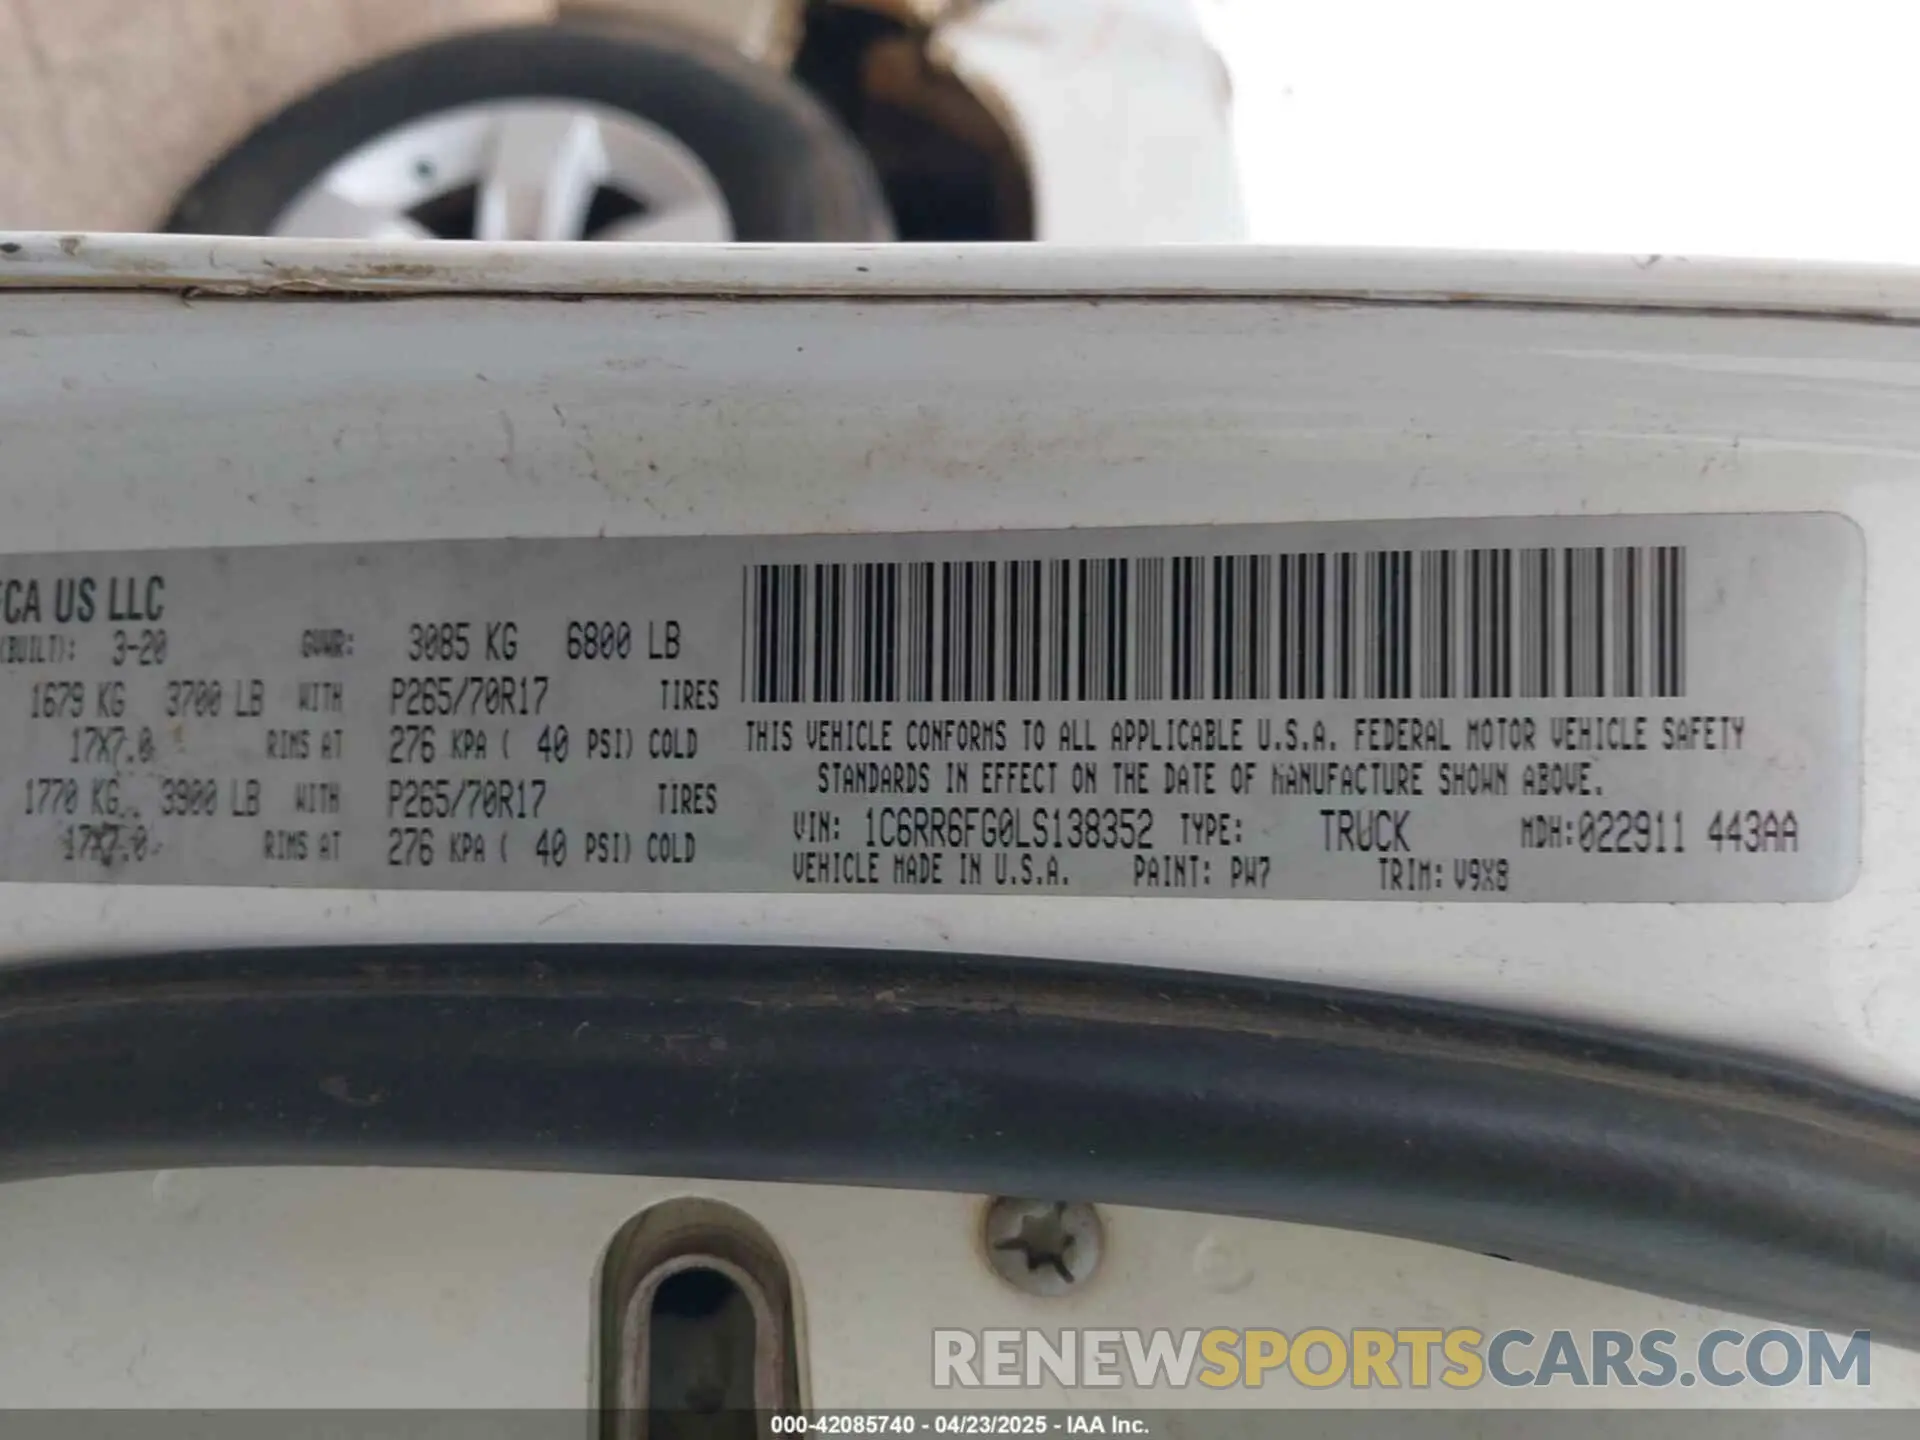 FCA US LLC
(BUILT): 3-20 GVWR: 3085 KG 6800 LB
1679 KG 3700 LB WITH P265/70R17 TIRES
17X7.0 RIMS AT 276 KPA ( 40 PSI) COLD
1770 KG 3900 LB WITH P265/70R17 TIRES
17X7.0 RIMS AT 276 KPA ( 40 PSI) COLD
THIS VEHICLE CONFORMS TO ALL APPLICABLE U.S.A. FEDERAL MOTOR VEHICLE SAFETY
STANDARDS IN EFFECT ON THE DATE OF MANUFACTURE SHOWN ABOVE.
VIN: 1C6RR6FG0LS138352 TYPE: TRUCK MDH:022911 443AA
VEHICLE MADE IN U.S.A. PAINT: PW7 TRIM: V9X8
RENEWSPORTSCARS.COM
000-42085740 - 04/23/2025 - IAA Inc.